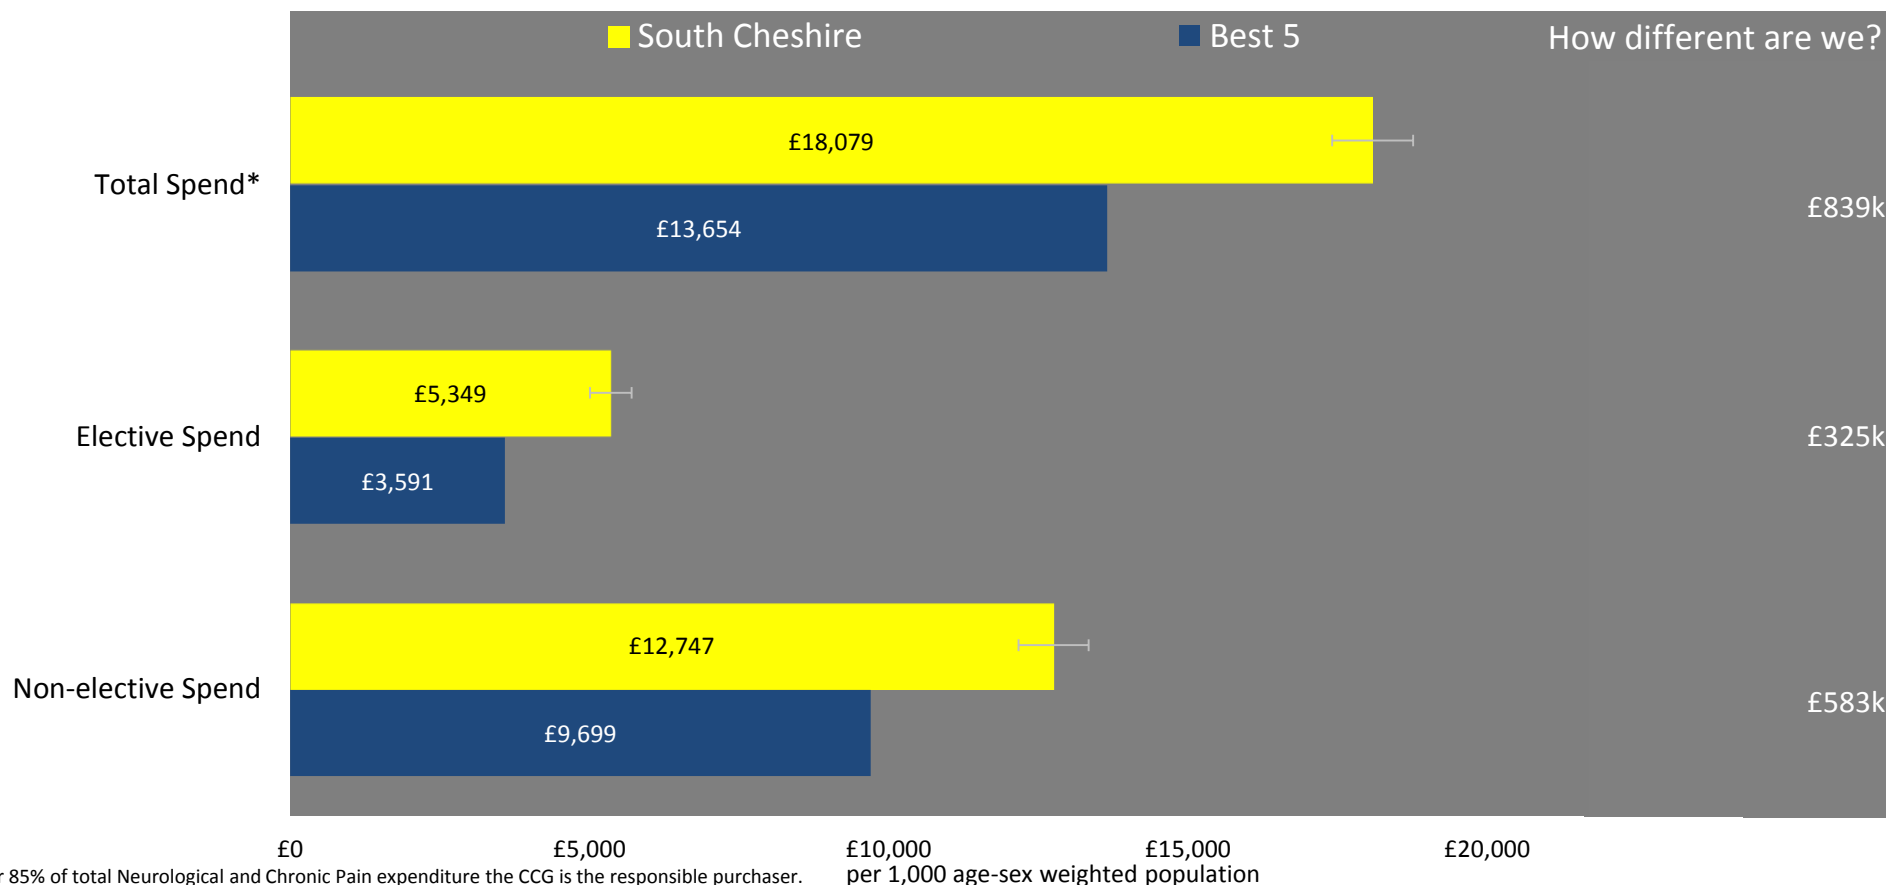 South Cheshire Best 5 How different are we?
Total Spend* £18,079 £13,654 £839k
Elective Spend £5,349 £3,591 £325k
Non-elective Spend £12,747 £9,699 £583k
£0 £5,000 £10,000 £15,000 £20,000
85% of total Neurological and Chronic Pain expenditure the CCG is the responsible purchaser. per 1,000 age-sex weighted population